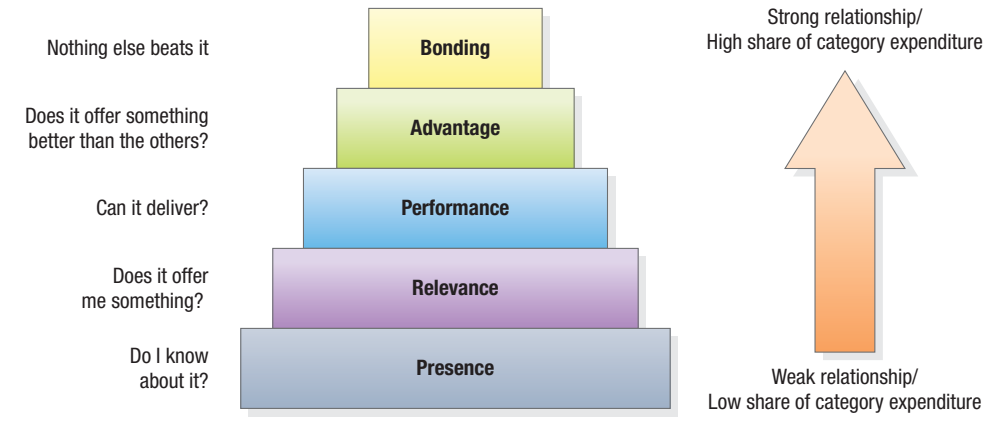 Strong relationship/
High share of category expenditure
Nothing else beats it
Bonding
Does it offer something
better than the others?
Advantage
Can it deliver?
Performance
Does it offer
me something?
Relevance
Do I know
about it?
Presence
Weak relationship/
Low share of category expenditure